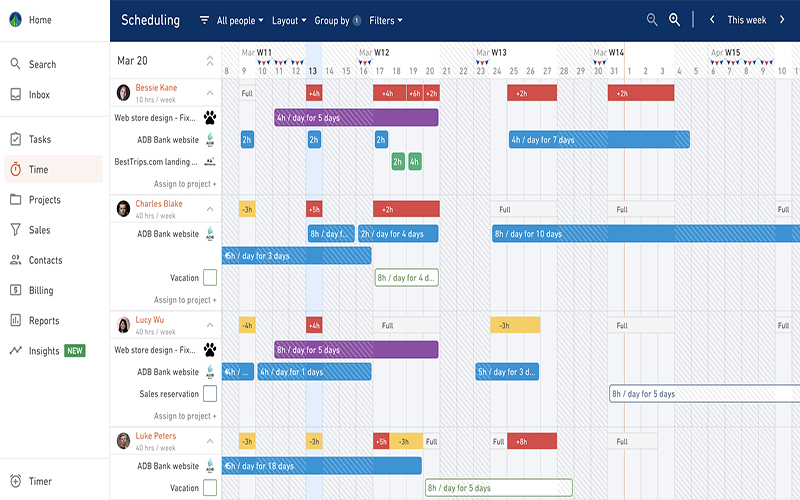 Home
Scheduling
All people
Layout
Group by 1
Filters
This week
Search
Inbox
Tasks
Time
Projects
Sales
Contacts
Billing
Reports
Insights NEW
Timer
Mar 20
Mar W11 Mar W12 Mar W13 Mar W14 Apr W15
8 9 10 11 12 13 14 15 16 17 18 19 20 21 22 23 24 25 26 27 28 29 30 31 1 2 3 4 5 6 7 8 9 10
Bessie Kane
10 hrs / week
Full +4h +4h +6h +2h +2h +2h
Web store design - Fix...
4h / day for 5 days
ADB Bank website
2h 2h 2h 4h / day for 7 days
BestTrips.com landing ...
2h 4h
Assign to project +
Charles Blake
40 hrs / week
-3h +5h +2h Full Full Full
ADB Bank website
8h / day f... 2h / day for 4 days 8h / day for 10 days
6h / day for 3 days
Vacation
8h / day for 4 d...
Assign to project +
Lucy Wu
40 hrs / week
-4h +4h Full -3h Full Full
Web store design - Fix...
8h / day for 5 days
ADB Bank website
4h / ... 4h / day for 1 days 5h / day for 3 d...
Sales reservation
8h / day for 5 days
Assign to project +
Luke Peters
40 hrs / week
-3h -3h +5h -3h Full Full +8h Full
ADB Bank website
/ day for 18 days
Vacation
8h / day for 5 days